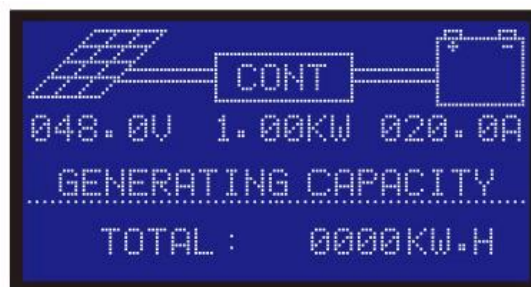 CONT
+ -
048.0V 1.00KW 020.0A
GENERATING CAPACITY
TOTAL: 0000KW.H